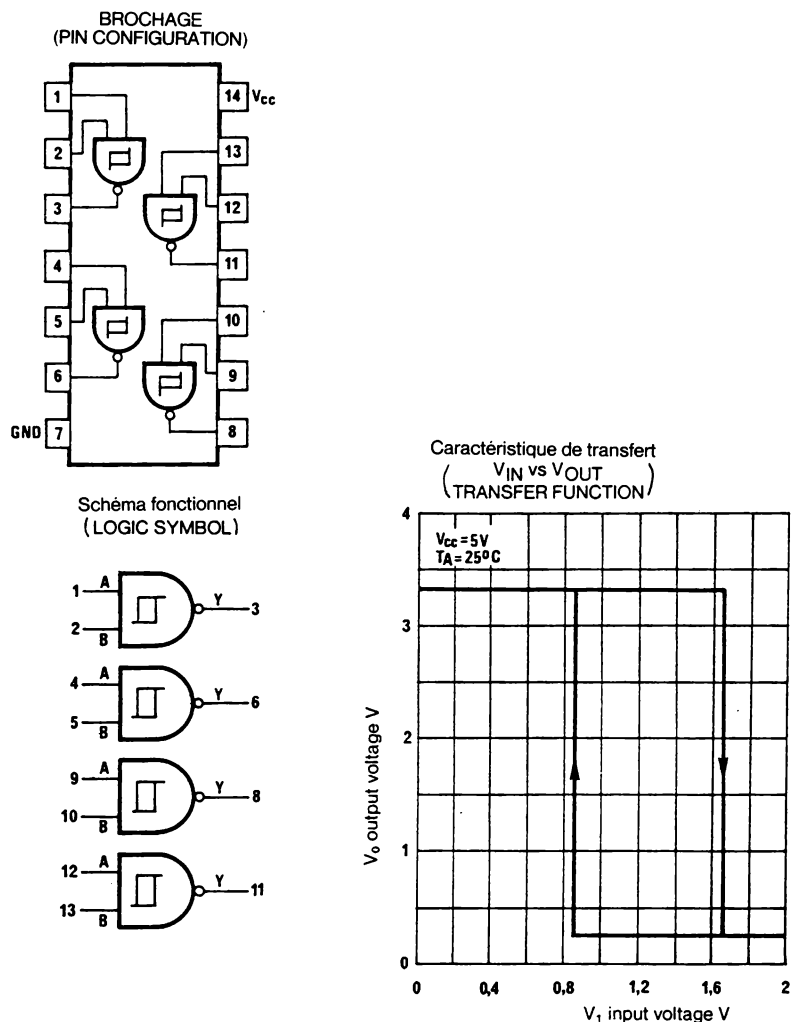 BROCHAGE
(PIN CONFIGURATION)
1
14 Vcc
2
13
3
12
4
11
5
10
6
9
GND 7
8
Schéma fonctionnel
(LOGIC SYMBOL)
A
1
Y
3
2
B
A
4
Y
6
5
B
A
9
Y
8
10
B
A
12
Y
11
13
B
Caractéristique de transfert
( VIN vs VOUT
TRANSFER FUNCTION )
4
Vcc = 5V
TA = 25°C
3
2
1
0
Vo output voltage V
0 0,4 0,8 1,2 1,6 2
V1 input voltage V